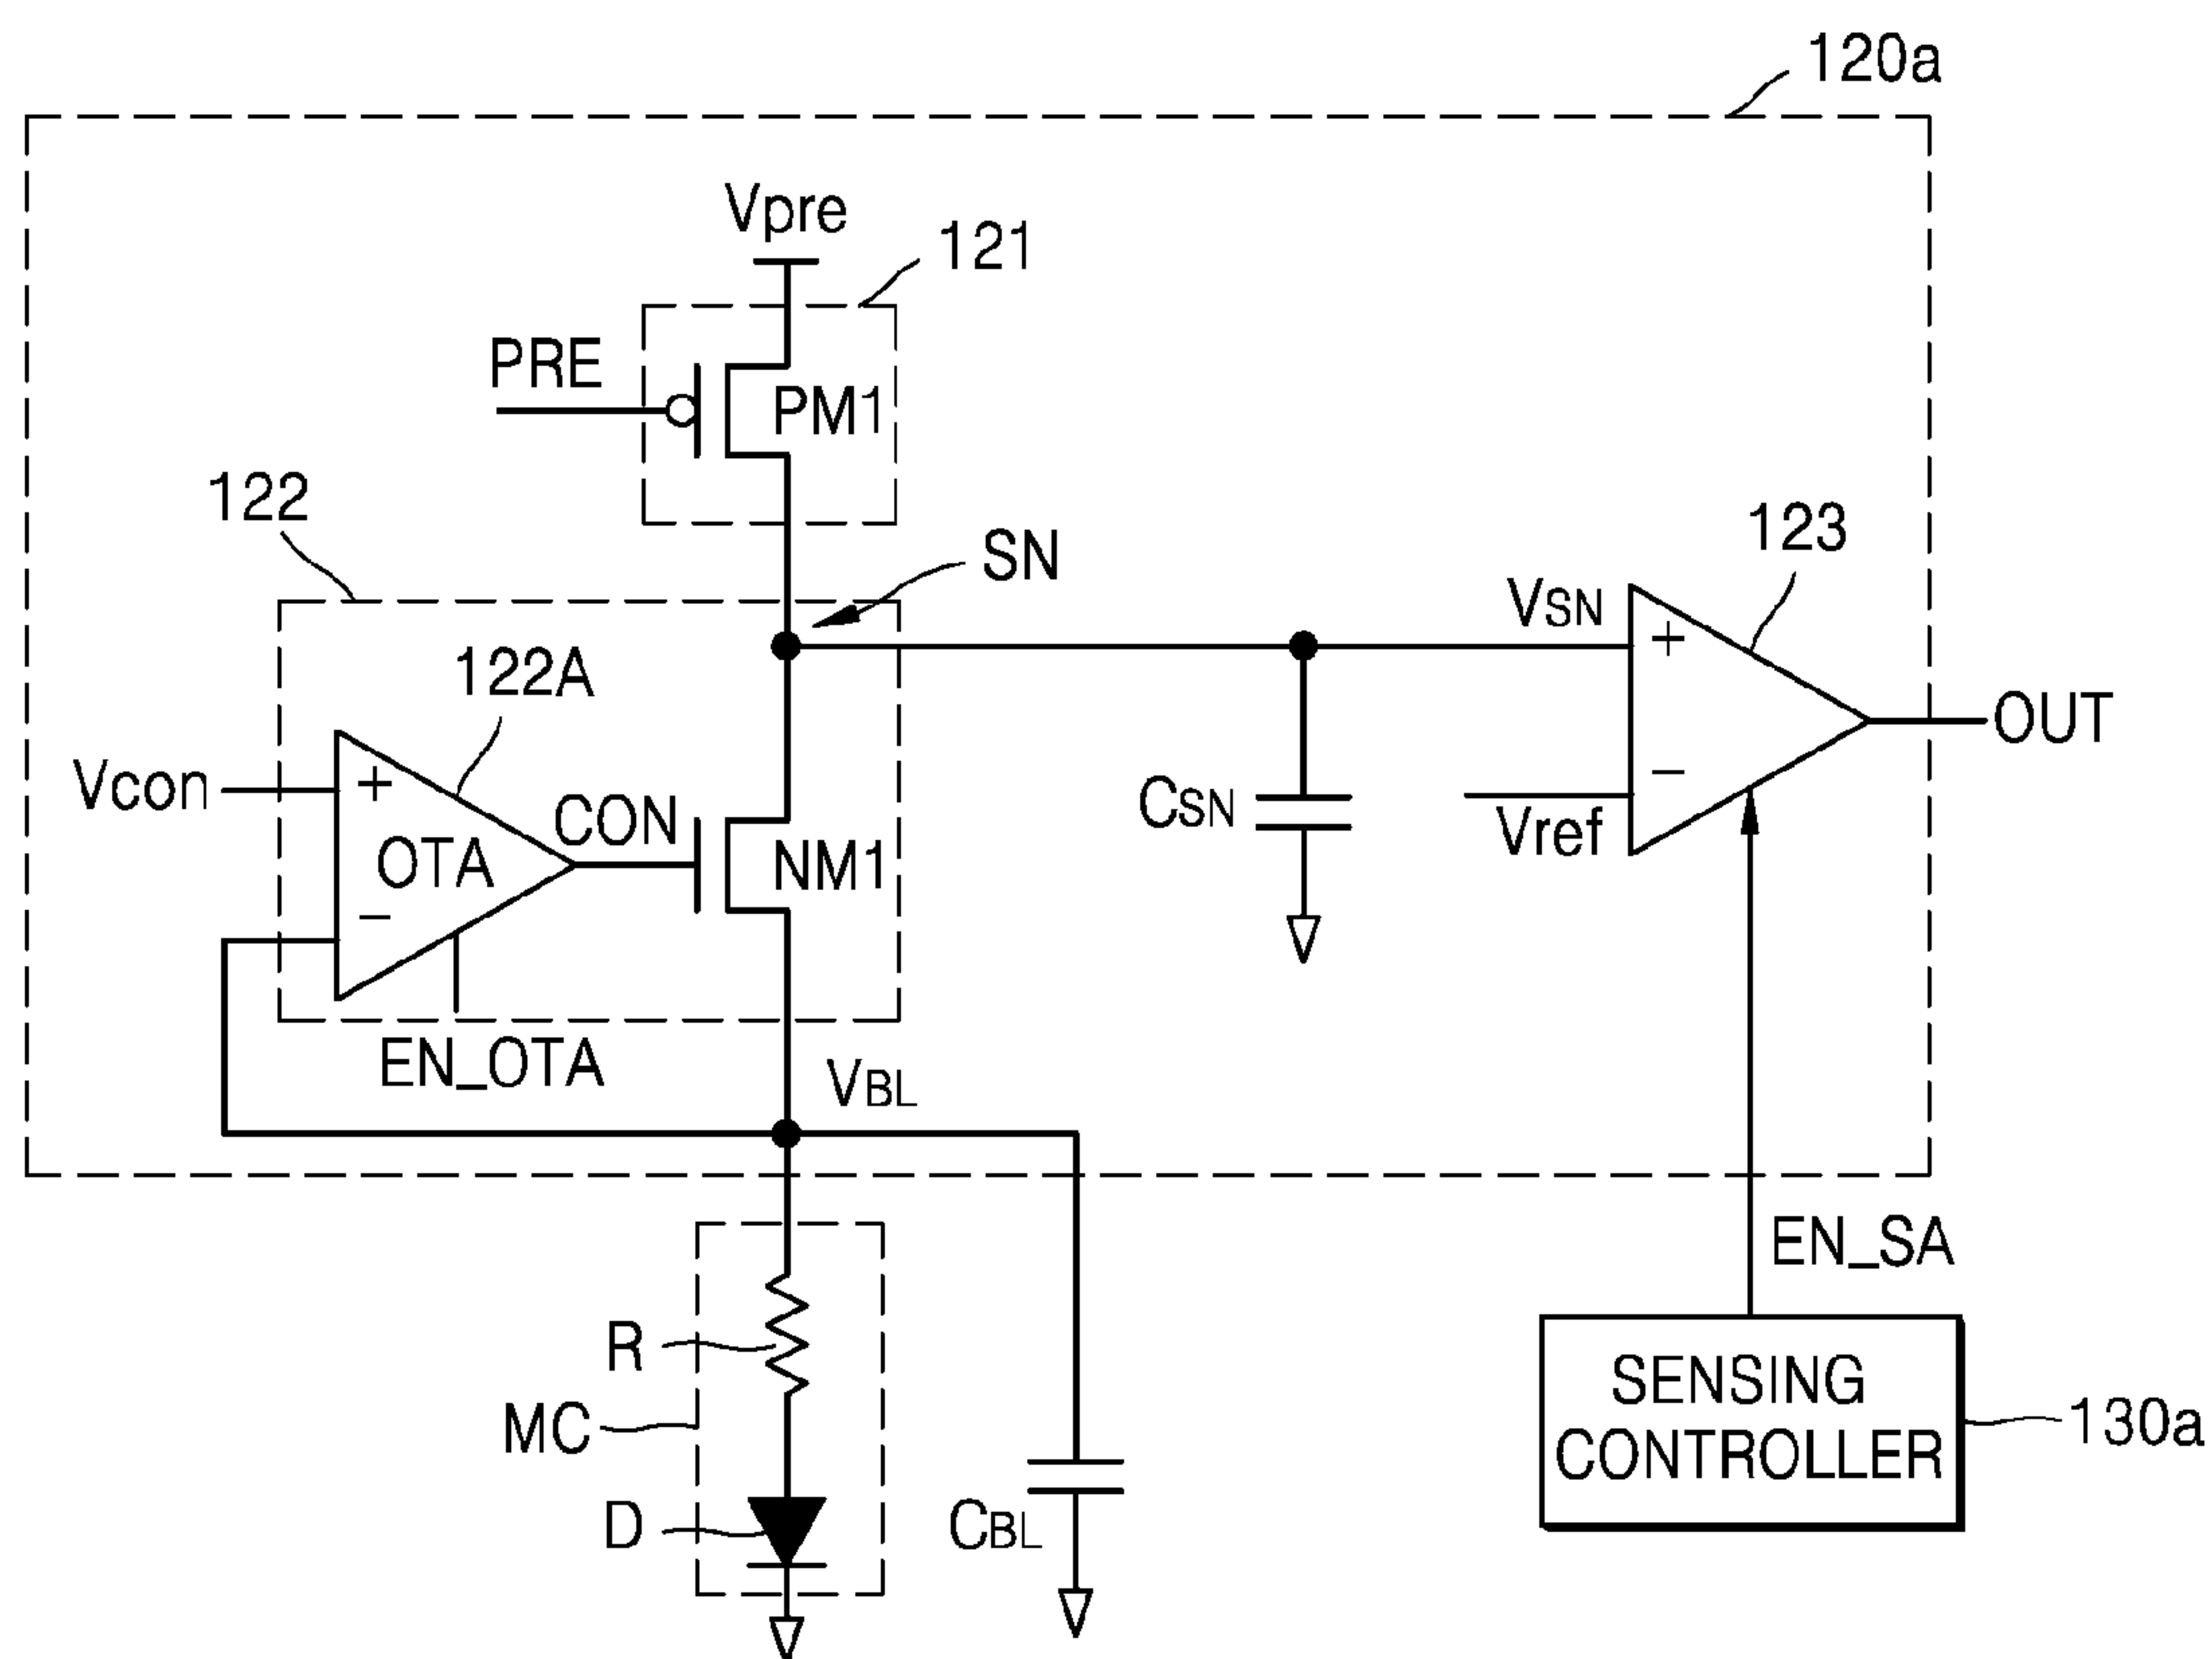 120a
Vpre
121
PRE
PM1
122
SN
123
VSN
122A
Vcon
+
OTA
−
CON
NM1
CSN
+
−
Vref
OUT
EN_OTA
VBL
EN_SA
R
MC
D
CBL
SENSING
CONTROLLER
130a